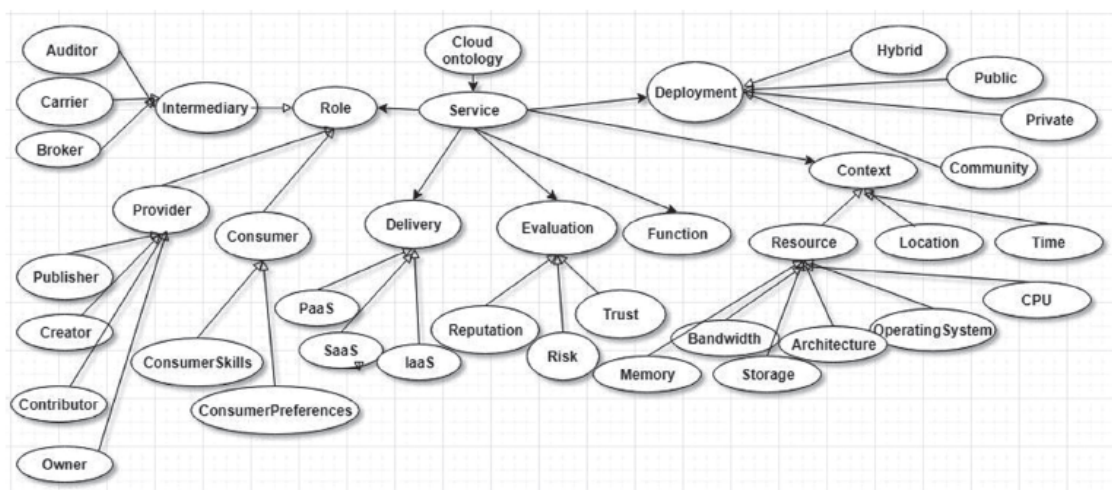 Auditor
Cloud
ontology
Hybrid
Public
Carrier
Intermediary
Role
Service
Deployment
Private
Broker
Community
Context
Provider
Consumer
Delivery
Evaluation
Function
Resource
Location
Time
Publisher
PaaS
Reputation
Trust
CPU
Creator
SaaS
IaaS
Risk
Bandwidth
Architecture
OperatingSystem
ConsumerSkills
Memory
Storage
Contributor
ConsumerPreferences
Owner